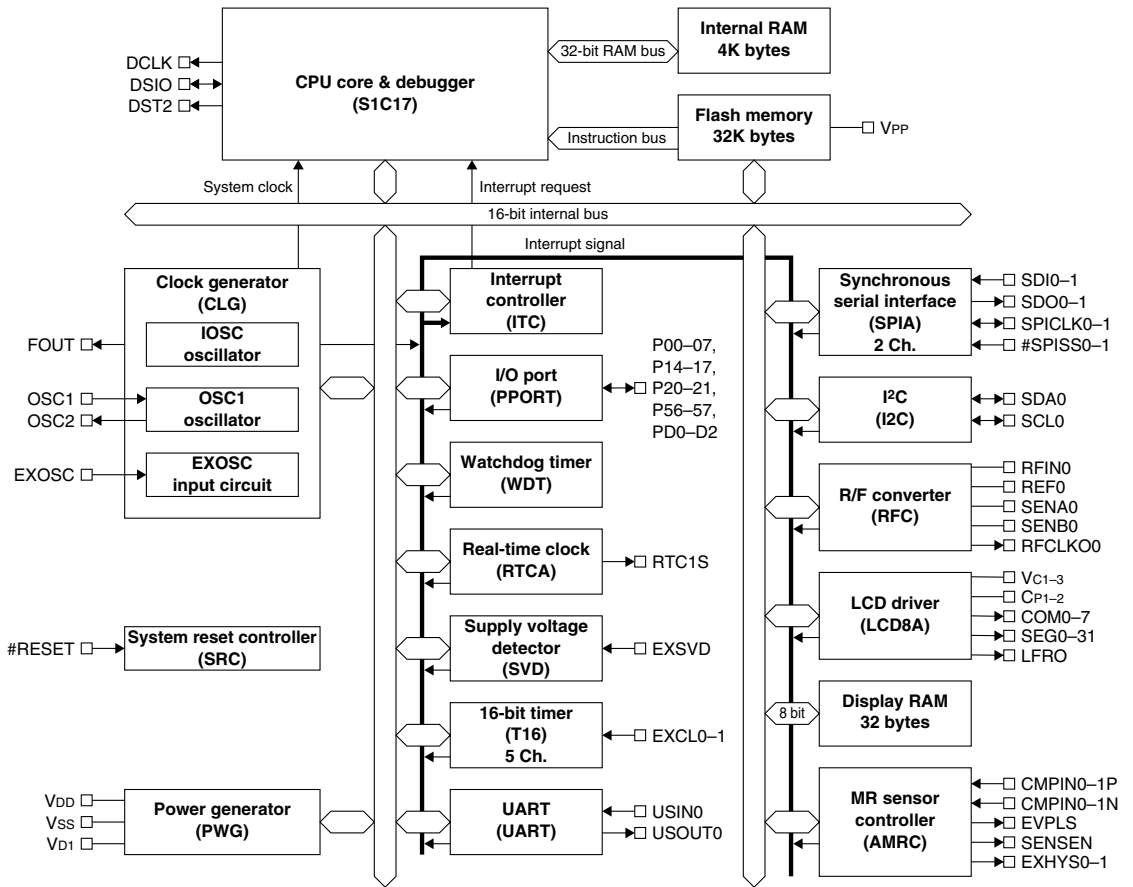 Internal RAM
4K bytes
32-bit RAM bus
DCLK
DSIO
DST2
CPU core & debugger
(S1C17)
Flash memory
32K bytes
Instruction bus
VPP
System clock
Interrupt request
16-bit internal bus
Interrupt signal
Clock generator
(CLG)
IOSC
oscillator
FOUT
OSC1
OSC2
OSC1
oscillator
EXOSC
EXOSC
input circuit
#RESET
System reset controller
(SRC)
VDD
VSS
VD1
Power generator
(PWG)
Interrupt
controller
(ITC)
I/O port
(PPORT)
P00–07,
P14–17,
P20–21,
P56–57,
PD0–D2
Watchdog timer
(WDT)
Real-time clock
(RTCA)
RTC1S
Supply voltage
detector
(SVD)
EXSVD
16-bit timer
(T16)
5 Ch.
EXCL0–1
UART
(UART)
USIN0
USOUT0
Synchronous
serial interface
(SPIA)
2 Ch.
SDI0–1
SDO0–1
SPICLK0–1
#SPISS0–1
I²C
(I2C)
SDA0
SCL0
R/F converter
(RFC)
RFIN0
REF0
SENA0
SENB0
RFCLKO0
LCD driver
(LCD8A)
VC1–3
CP1–2
COM0–7
SEG0–31
LFRO
8 bit
Display RAM
32 bytes
MR sensor
controller
(AMRC)
CMPIN0–1P
CMPIN0–1N
EVPLS
SENSEN
EXHYS0–1